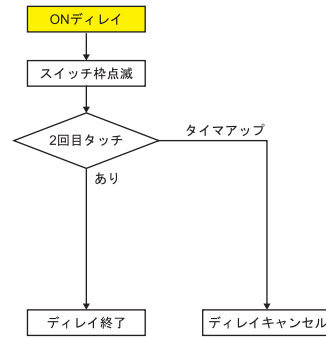 ONディレイ
スイッチ枠点滅
2回目タッチ
タイマアップ
あり
ディレイ終了
ディレイキャンセル